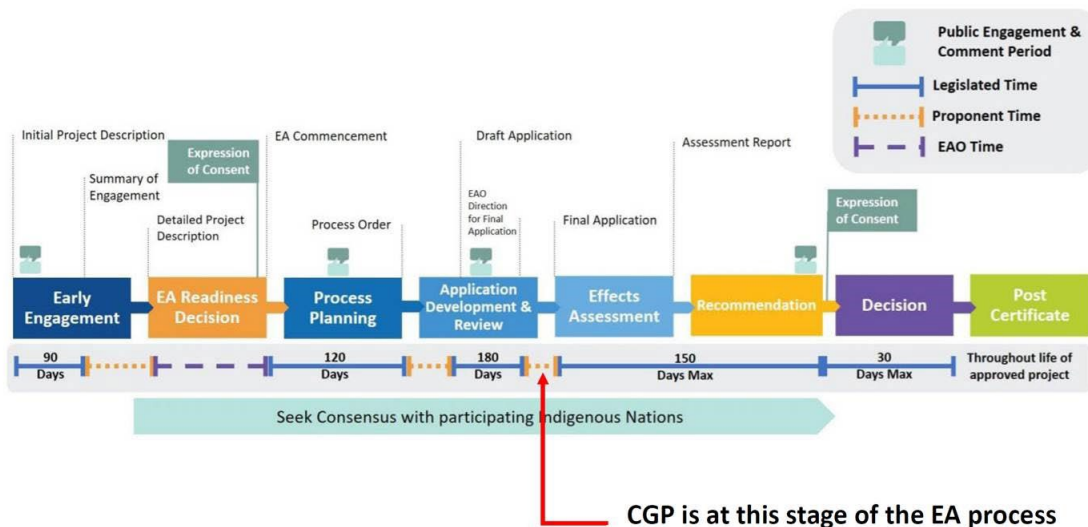 Public Engagement &
Comment Period
Legislated Time
Proponent Time
EAO Time
Initial Project Description
EA Commencement
Draft Application
Assessment Report
Expression
of Consent
Summary of
Engagement
Detailed Project
Description
Process Order
EAO
Direction
for Final
Application
Final Application
Expression
of Consent
Early
Engagement
EA Readiness
Decision
Process
Planning
Application
Development &
Review
Effects
Assessment
Recommendation
Decision
Post
Certificate
90
Days
120
Days
180
Days
150
Days Max
30
Days Max
Throughout life of
approved project
Seek Consensus with participating Indigenous Nations
CGP is at this stage of the EA process